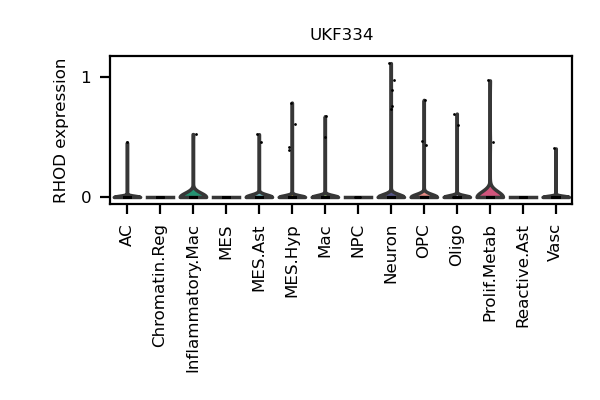 UKF334
RHOD expression
1
0
AC
Chromatin.Reg
Inflammatory.Mac
MES
MES.Ast
MES.Hyp
Mac
NPC
Neuron
OPC
Oligo
Prolif.Metab
Reactive.Ast
Vasc